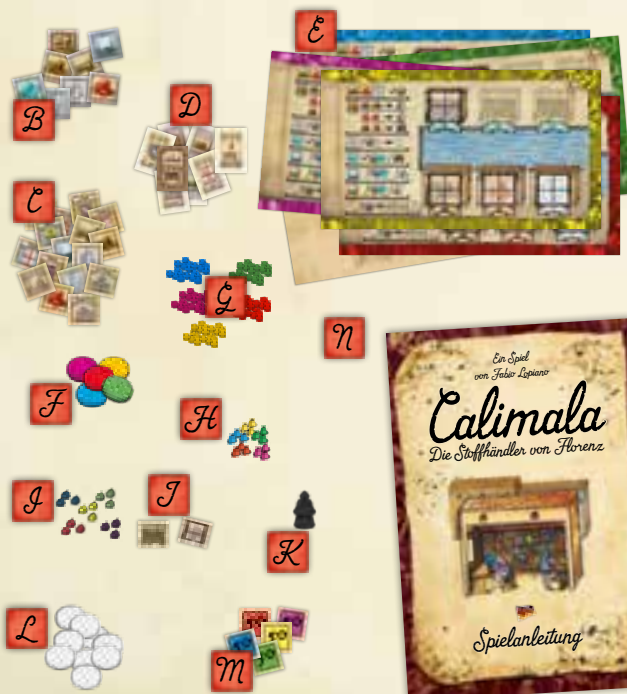 E
B
D
C
G
N
Ein Spiel
von Fabio Lopiano
Calimala
Die Stoffhändler von Florenz
F
H
I
J
K
L
M
Spielanleitung